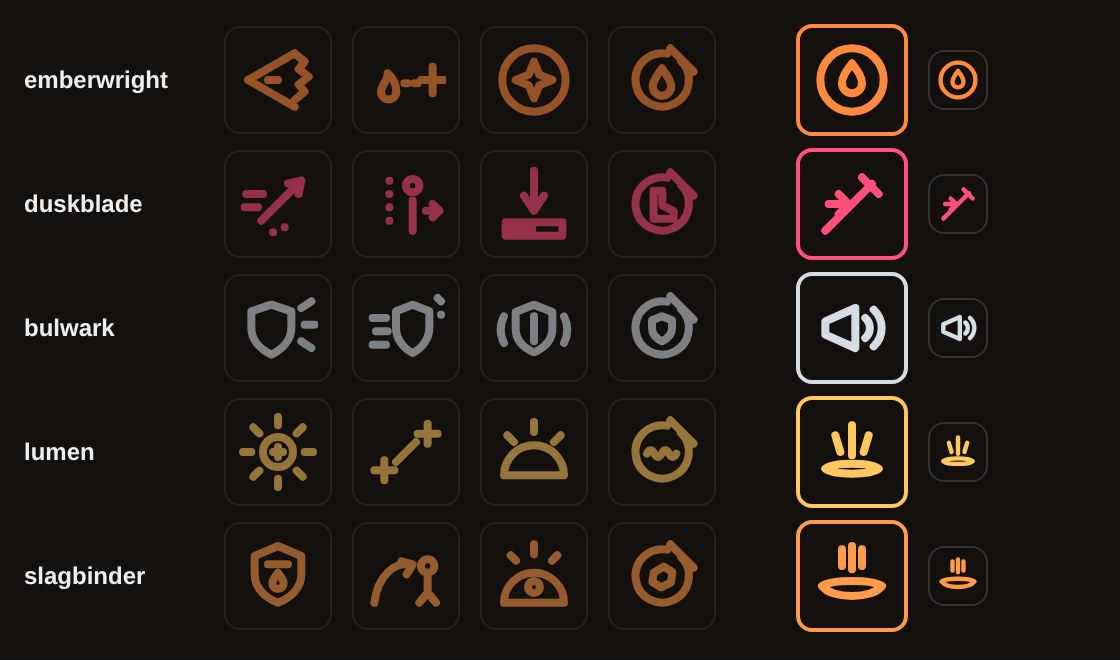 emberwright
duskblade
bulwark
lumen
slagbinder